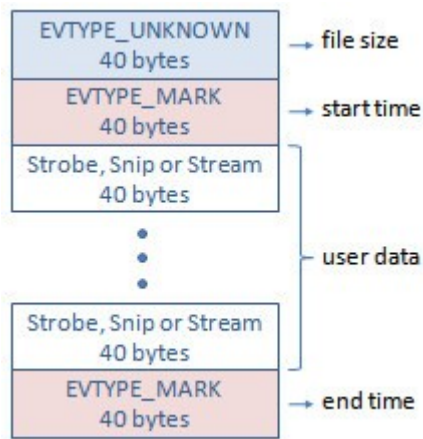 EVTYPE_UNKNOWN
40 bytes
file size
EVTYPE_MARK
40 bytes
start time
Strobe, Snip or Stream
40 bytes
user data
Strobe, Snip or Stream
40 bytes
EVTYPE_MARK
40 bytes
end time